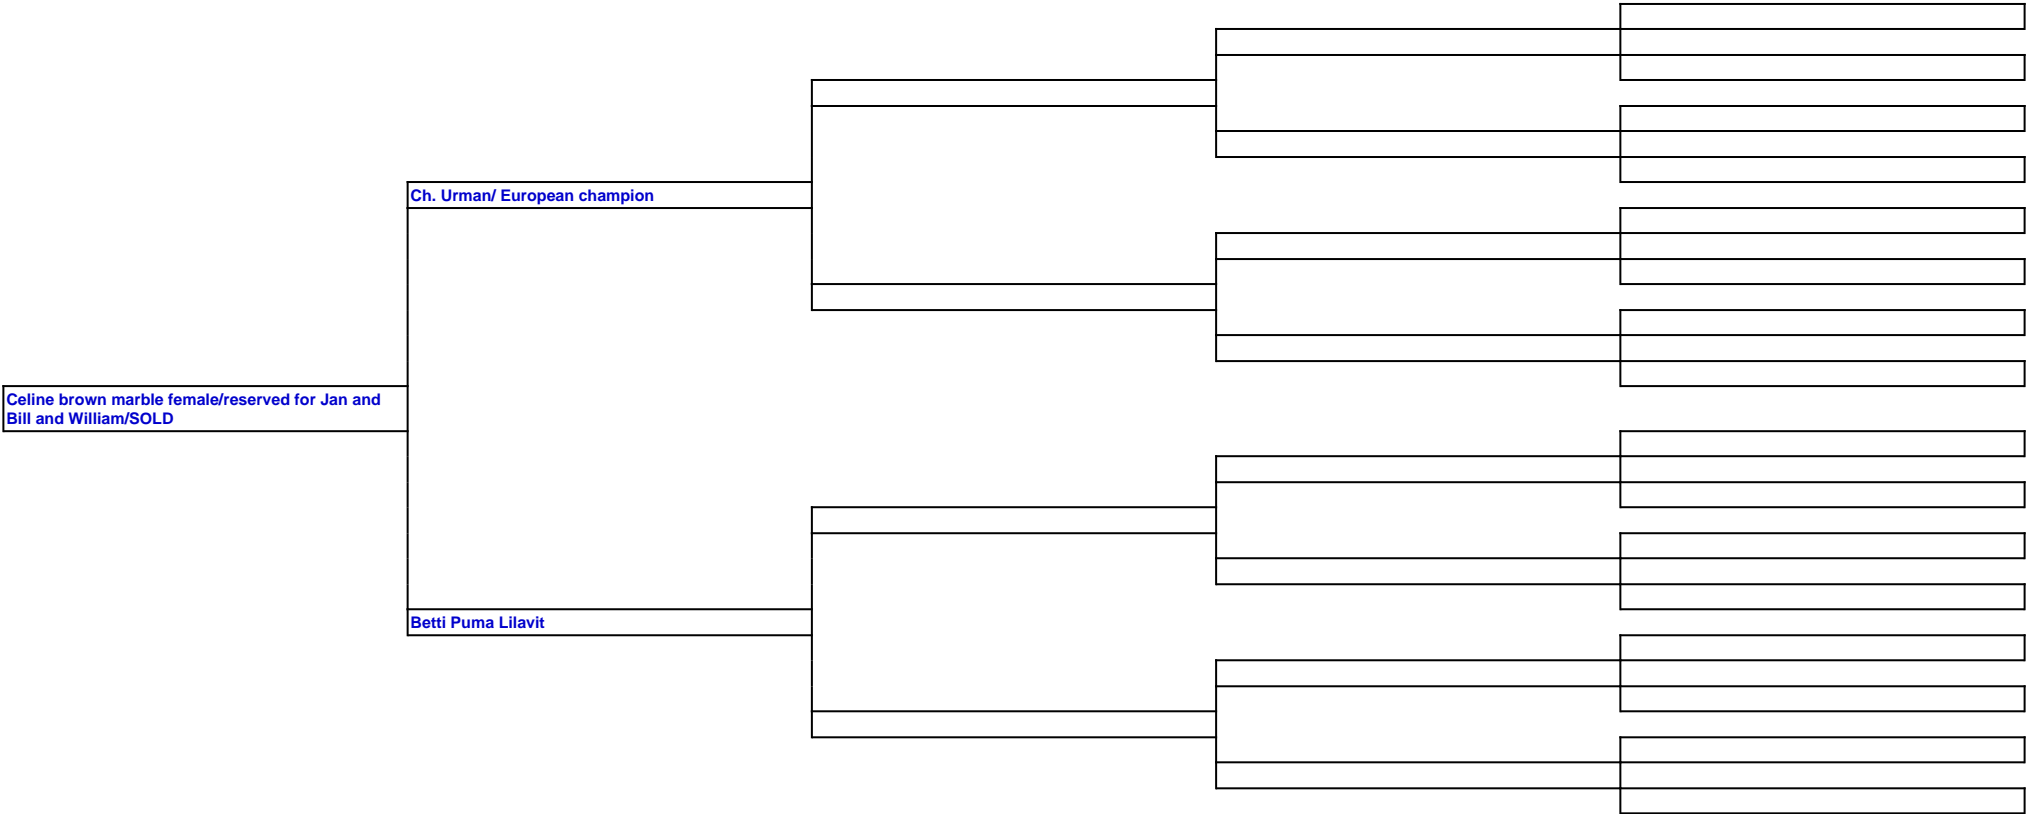 Ch. Urman/ European champion
Celine brown marble female/reserved for Jan and
Bill and William/SOLD
Betti Puma Lilavit